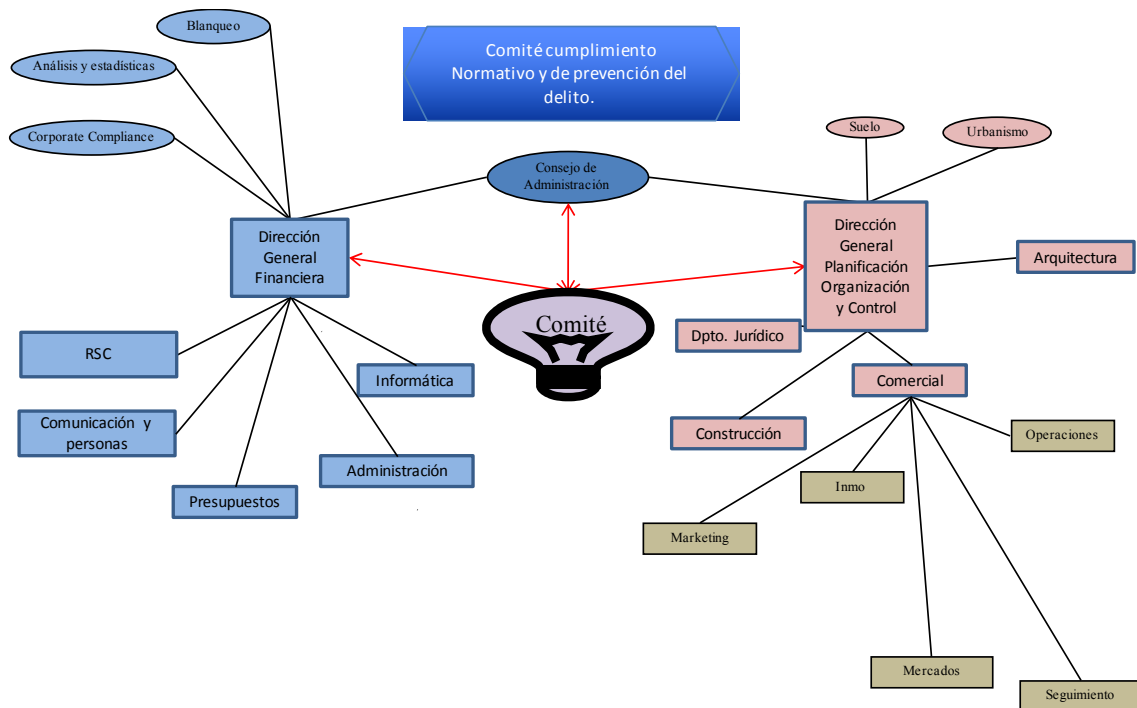 Blanqueo
Análisis y estadísticas
Corporate Compliance
Comité cumplimiento
Normativo y de prevención del
delito.
Suelo
Urbanismo
Consejo de
Administración
Dirección
General
Financiera
Dirección
General
Planificación
Organización
y Control
Arquitectura
Comité
Dpto. Jurídico
RSC
Informática
Comercial
Comunicación y
personas
Construcción
Operaciones
Administración
Inmo
Presupuestos
Marketing
Mercados
Seguimiento